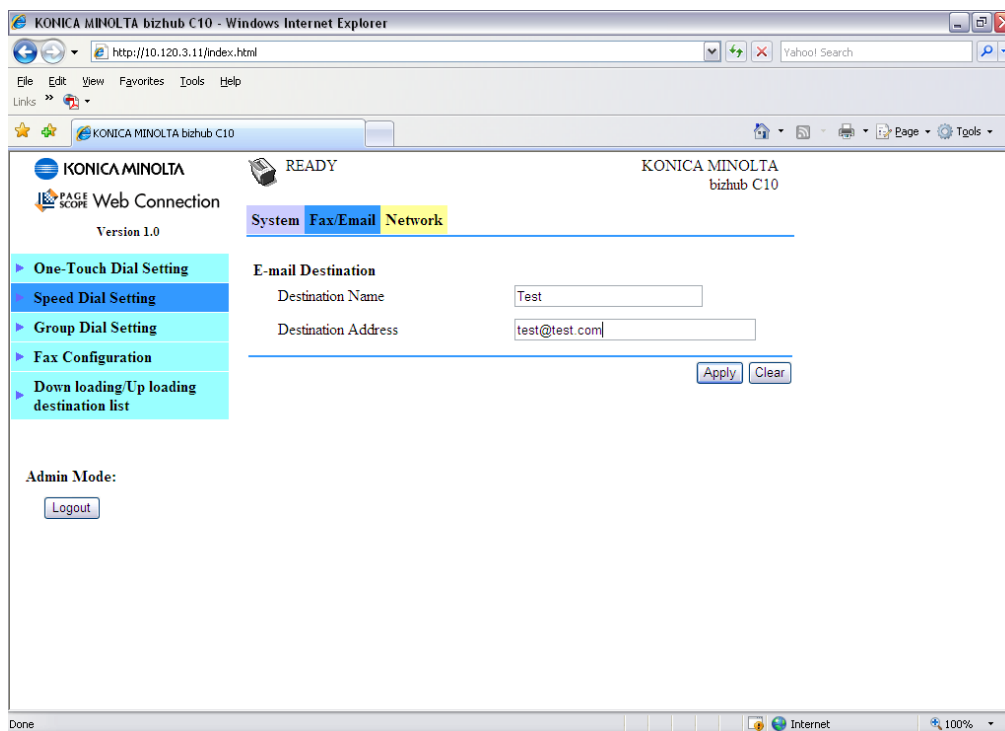 KONICA MINOLTA bizhub C10 - Windows Internet Explorer
http://10.120.3.11/index.html
Yahoo! Search
File Edit View Favorites Tools Help
Links »
KONICA MINOLTA bizhub C10
Page Tools
KONICA MINOLTA
READY
KONICA MINOLTA
bizhub C10
PAGE SCOPE Web Connection
Version 1.0
System Fax/Email Network
One-Touch Dial Setting
Speed Dial Setting
Group Dial Setting
Fax Configuration
Down loading/Up loading
destination list
E-mail Destination
Destination Name Test
Destination Address test@test.com
Apply Clear
Admin Mode:
Logout
Done
Internet
100%